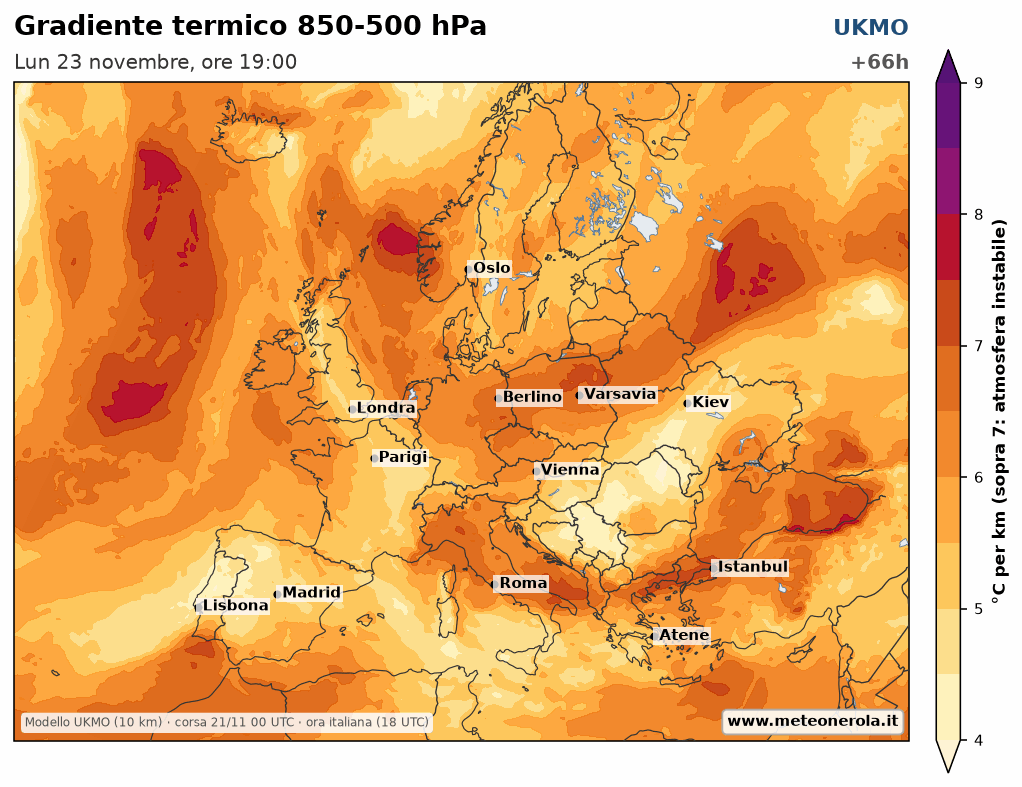 Gradiente termico 850-500 hPa
UKMO
Lun 23 novembre, ore 19:00
+66h
Oslo
Berlino
Varsavia
Kiev
Londra
Parigi
Vienna
Istanbul
Roma
Madrid
Lisbona
Atene
Modello UKMO (10 km) · corsa 21/11 00 UTC · ora italiana (18 UTC)
www.meteonerola.it
9
8
7
6
5
4
°C per km (sopra 7: atmosfera instabile)